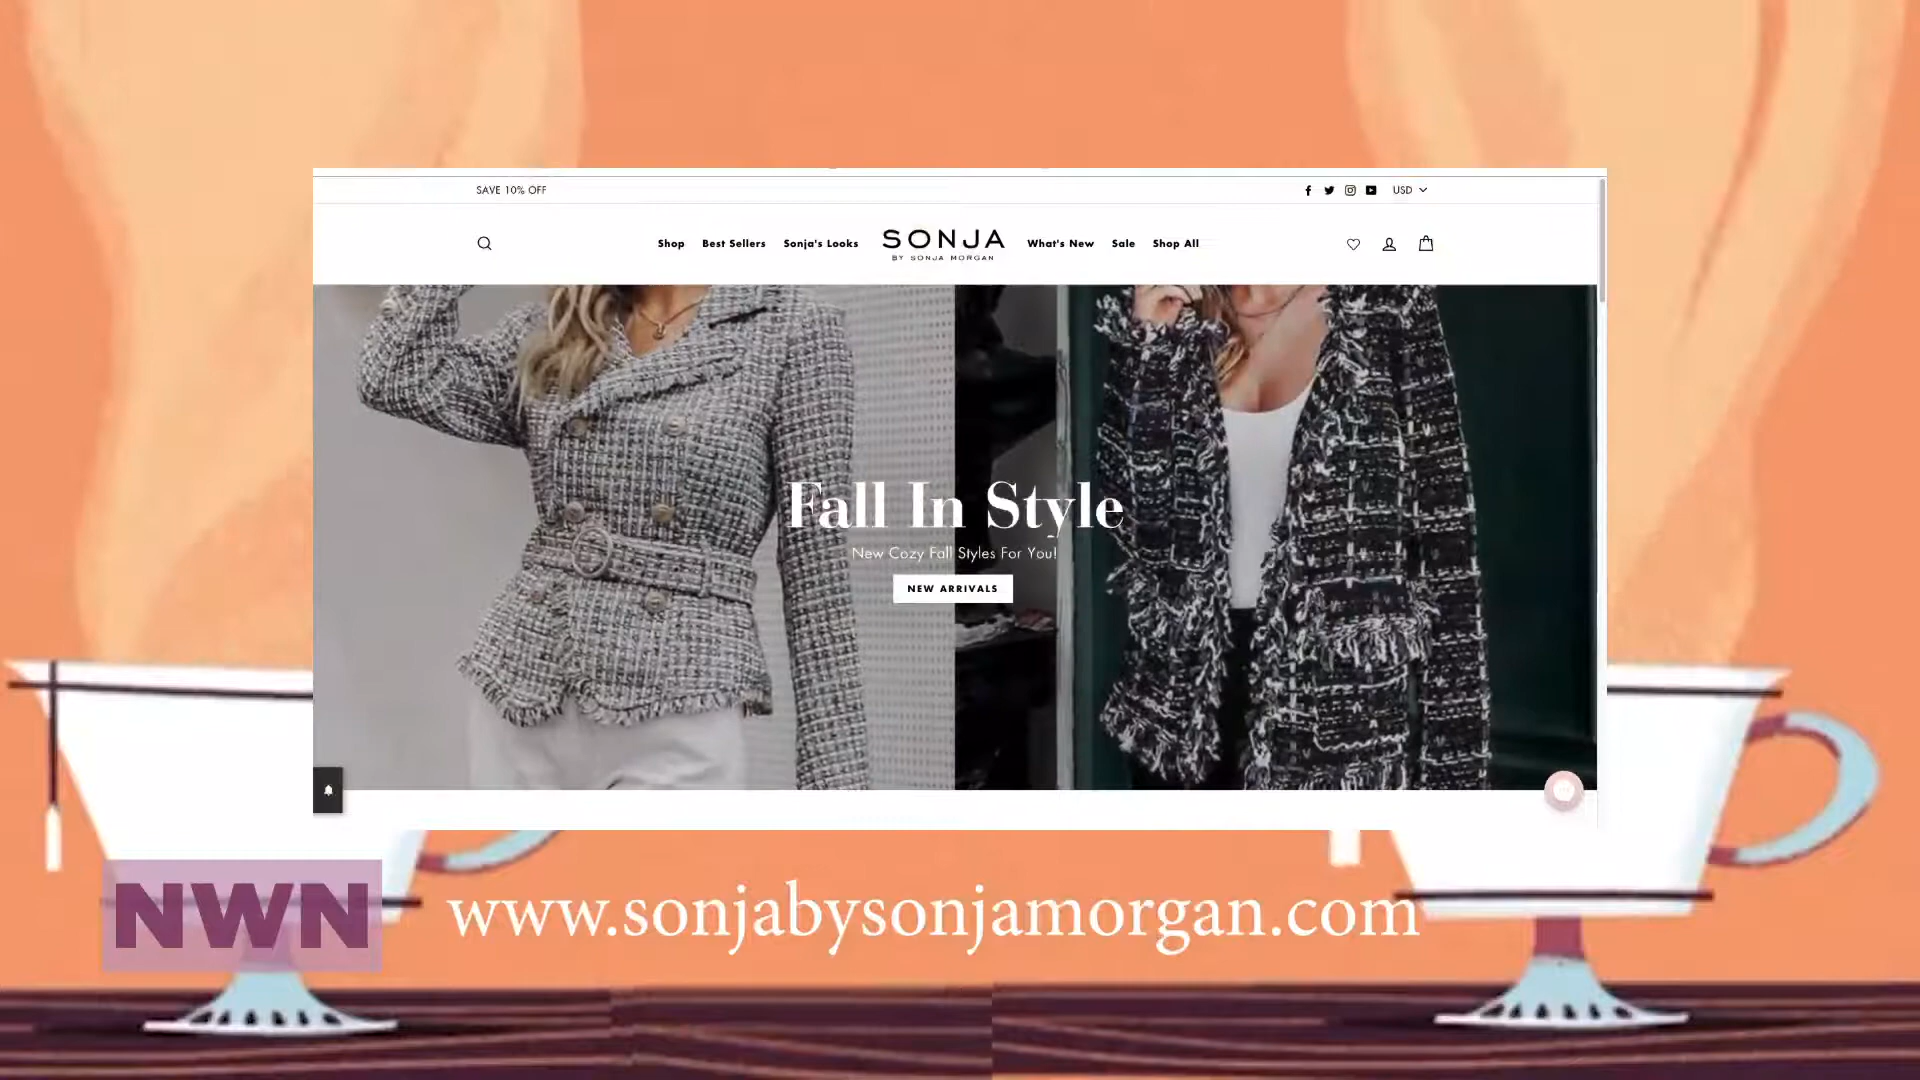 SAVE 10% OFF
USD
Shop Best Sellers Sonja's Looks SONJA What's New Sale Shop All
BY SONJA MORGAN
Fall In Style
New Cozy Fall Styles For You!
NEW ARRIVALS
NWN
www.sonjabysonjamorgan.com